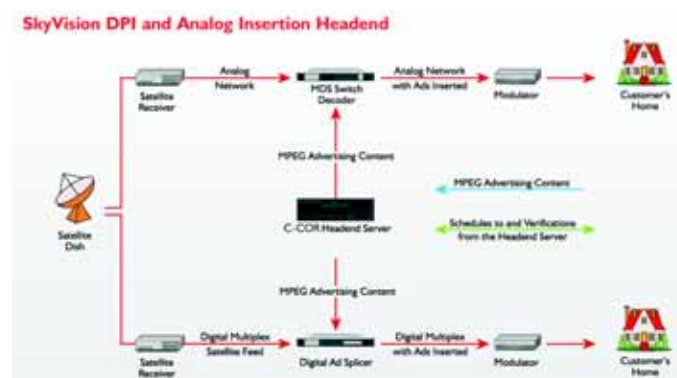 SkyVision DPI and Analog Insertion Headend
Analog
Network
Analog Network
with Ads Inserted
Satellite
Receiver
MDS Switch
Decoder
Modulator
Customer's
Home
MPEG Advertising Content
MPEG Advertising Content
C-COR Headend Server
Schedules to and Verifications
from the Headend Server
Satellite
Dish
MPEG Advertising Content
Digital Multiplex
Satellite Feed
Digital Multiplex
with Ads Inserted
Satellite
Receiver
Digital Ad Splicer
Modulator
Customer's
Home